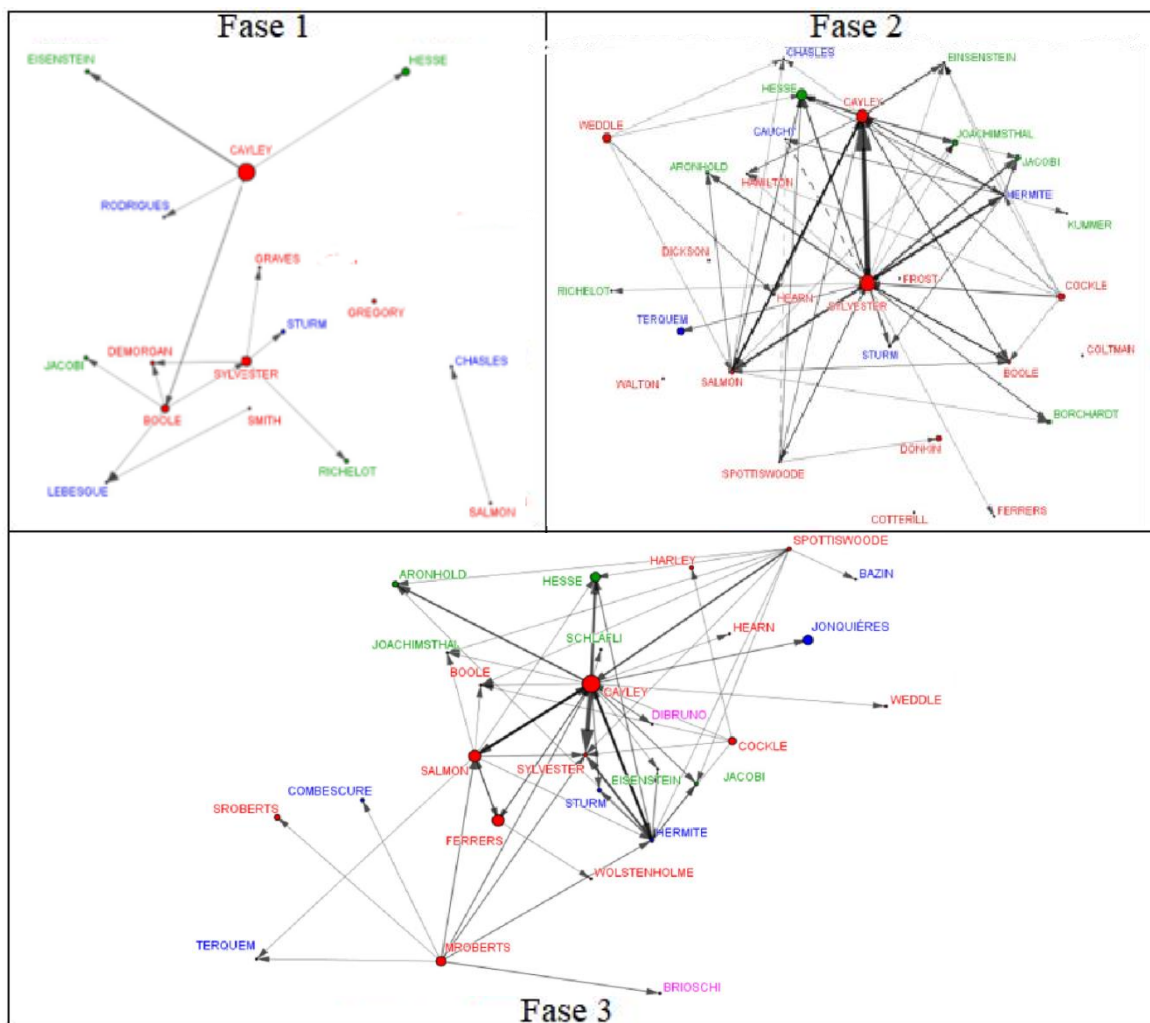 Fase 1
EISENSTEIN
HESSE
CAYLEY
RODRIGUES
GRAVES
GREGORY
STURM
JACOBI
DEMORGAN
SYLVESTER
CHASLES
BOOLE
SMITH
RICHELOT
LEBESGUE
SALMON
Fase 2
CHASLES
EINSENSTEIN
HESSE
CAYLEY
WEDDLE
CAUCHY
JOACHIMSTHAL
JACOBI
ARONHOLD
HAMILTON
HERMITE
KUMMER
DICKSON
FROST
RICHELOT
HEARN
SYLVESTER
COCKLE
TERQUEM
STURM
COLTMAN
SALMON
BOOLE
WALTON
BORCHARDT
DONKIN
SPOTTISWOODE
COTTERILL
FERRERS
SPOTTISWOODE
HARLEY
ARONHOLD
HESSE
BAZIN
JONQUIÈRES
HEARN
SCHLAFLI
JOACHIMSTHAL
BOOLE
CAYLEY
WEDDLE
DIBRUNO
COCKLE
SALMON
SYLVESTER
EISENSTEIN
JACOBI
COMBESCURE
STURM
SROBERTS
FERRERS
HERMITE
WOLSTENHOLME
TERQUEM
MROBERTS
BRIOSCHI
Fase 3